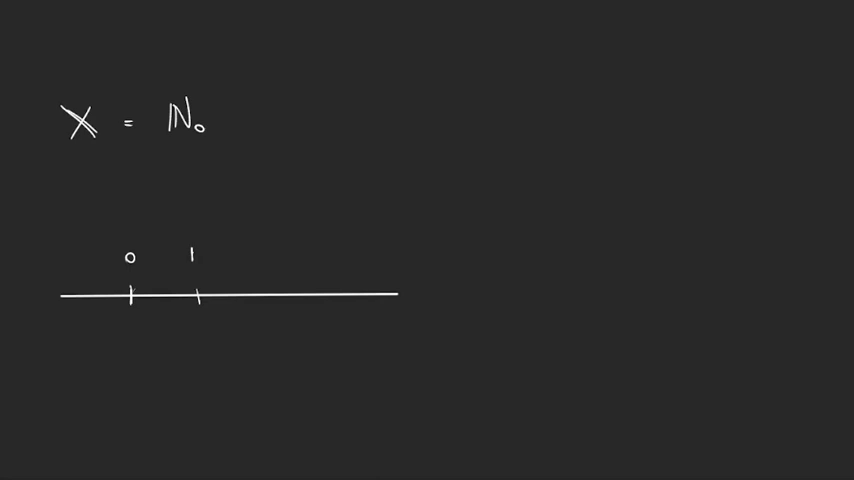 𝕏 = ℕ₀
0 1